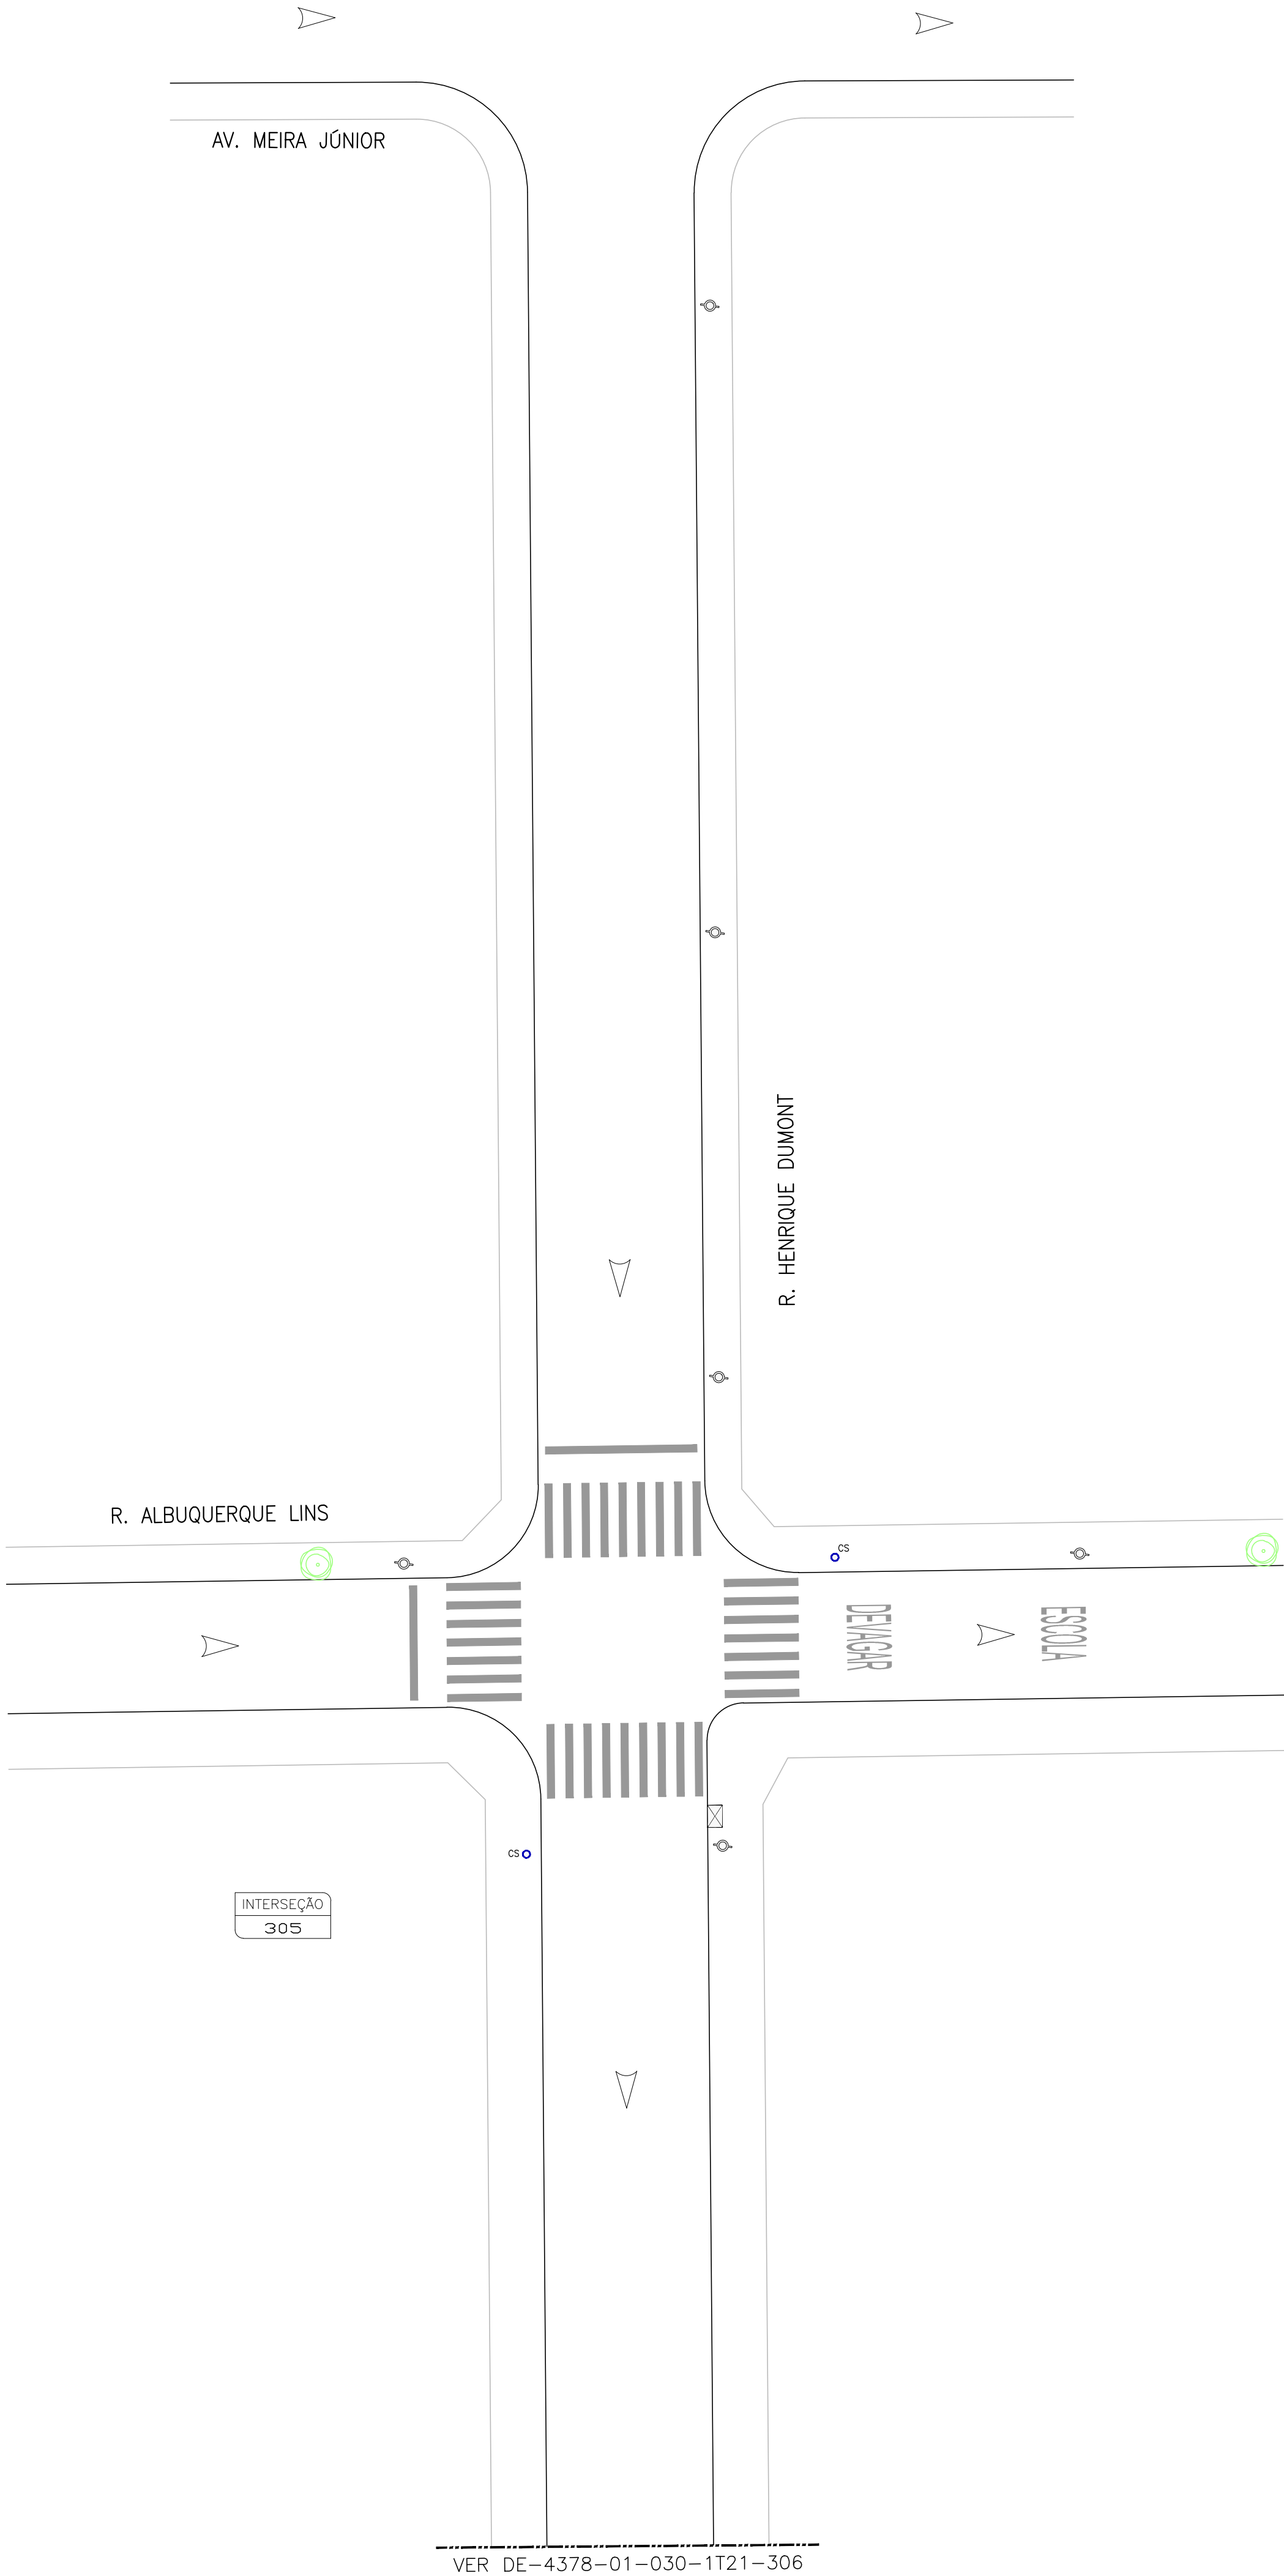 AV. MEIRA JÚNIOR
R. HENRIQUE DUMONT
R. ALBUQUERQUE LINS
CS
DEVAGAR
ESCOLA
CS
INTERSEÇÃO
305
VER DE-4378-01-030-1T21-306